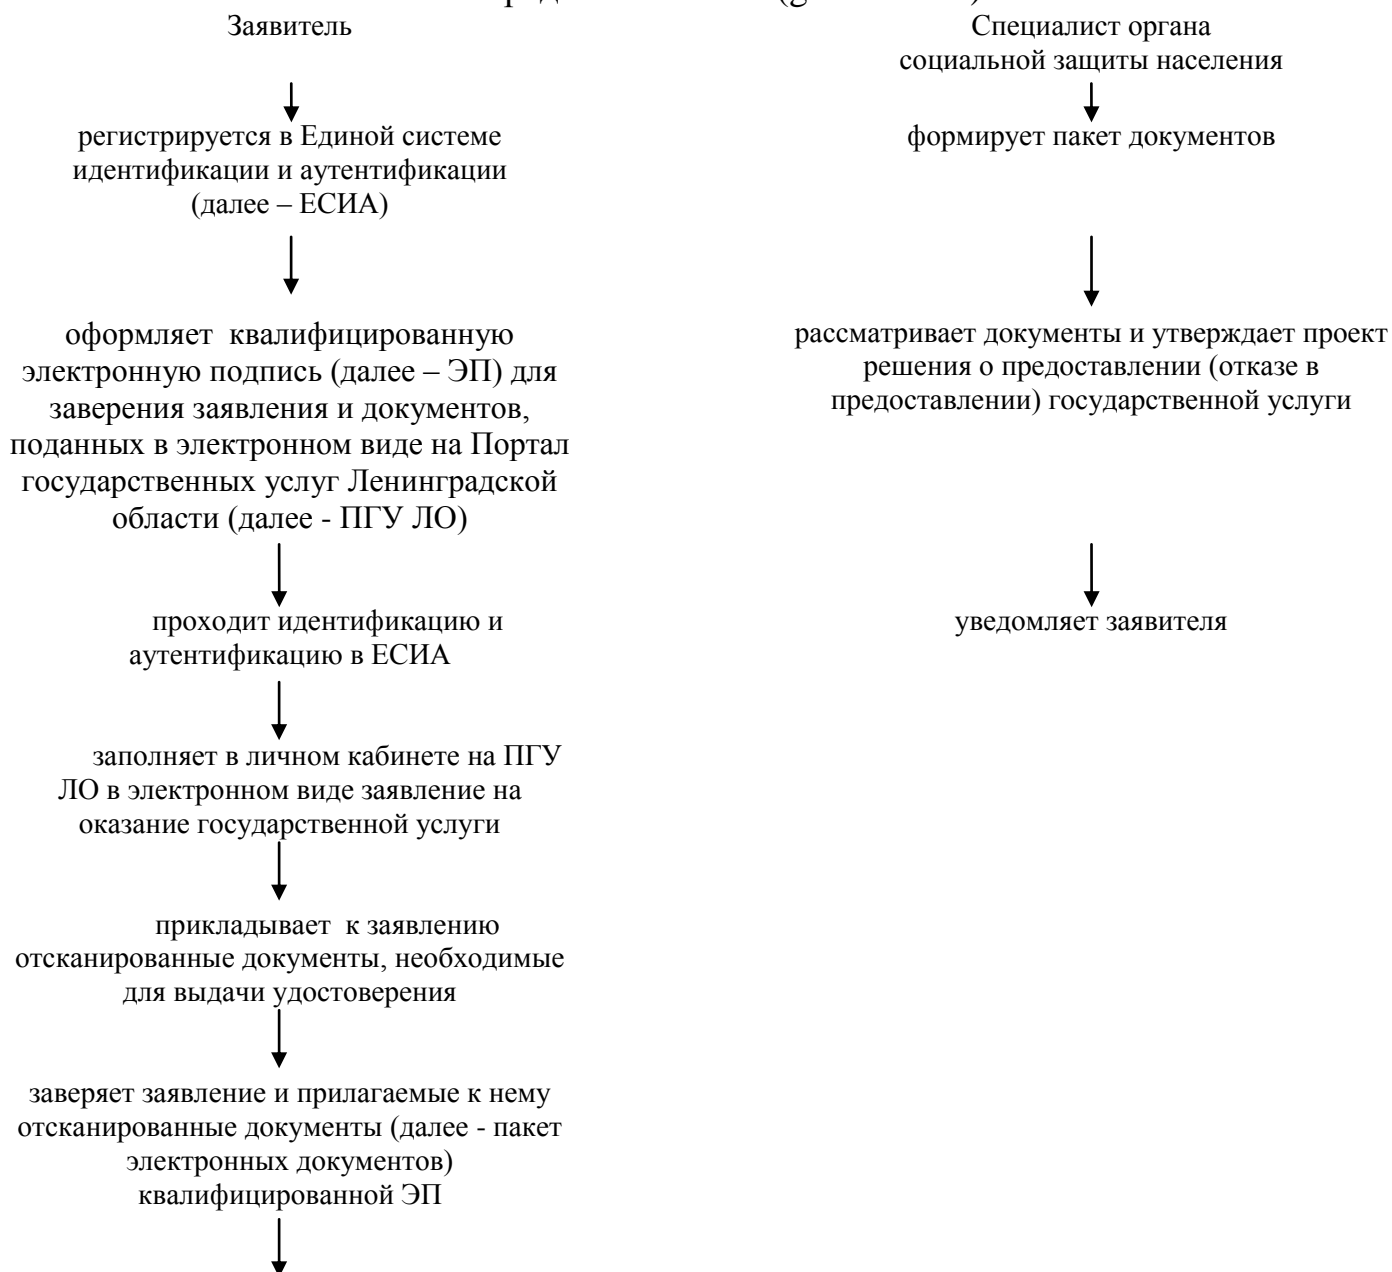 Заявитель
регистрируется в Единой системе
идентификации и аутентификации
(далее – ЕСИА)
оформляет квалифицированную
электронную подпись (далее – ЭП) для
заверения заявления и документов,
поданных в электронном виде на Портал
государственных услуг Ленинградской
области (далее - ПГУ ЛО)
проходит идентификацию и
аутентификацию в ЕСИА
заполняет в личном кабинете на ПГУ
ЛО в электронном виде заявление на
оказание государственной услуги
прикладывает к заявлению
отсканированные документы, необходимые
для выдачи удостоверения
заверяет заявление и прилагаемые к нему
отсканированные документы (далее - пакет
электронных документов)
квалифицированной ЭП
Специалист органа
социальной защиты населения
формирует пакет документов
рассматривает документы и утверждает проект
решения о предоставлении (отказе в
предоставлении) государственной услуги
уведомляет заявителя